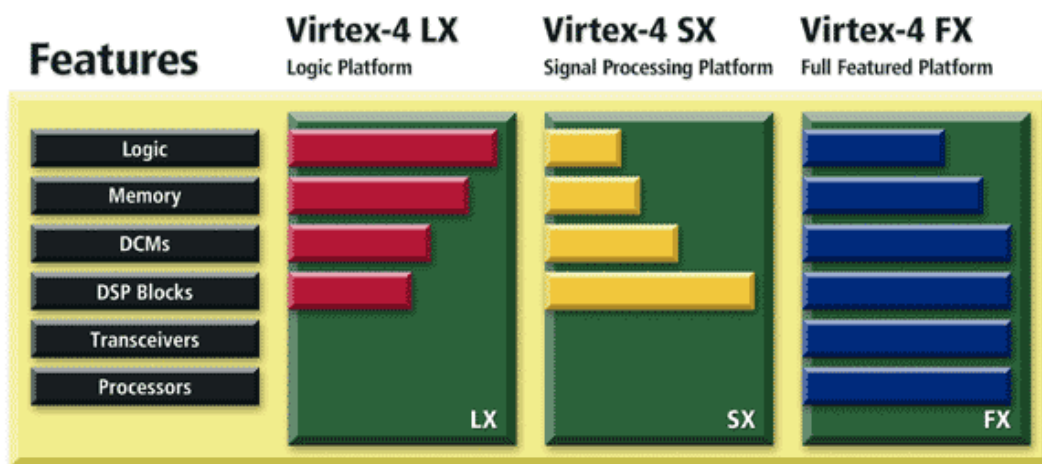 Features
Virtex-4 LX
Logic Platform
Virtex-4 SX
Signal Processing Platform
Virtex-4 FX
Full Featured Platform
Logic
Memory
DCMs
DSP Blocks
Transceivers
Processors
LX
SX
FX